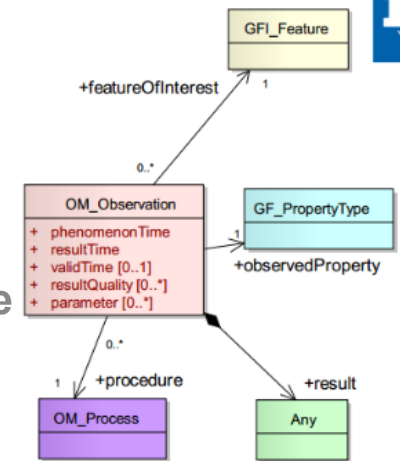 GFI_Feature
+featureOfInterest
1
0..*
OM_Observation
+ phenomenonTime
+ resultTime
+ validTime [0..1]
+ resultQuality [0..*]
+ parameter [0..*]
GF_PropertyType
1
+observedProperty
e
0..*
1
+procedure
+result
OM_Process
Any